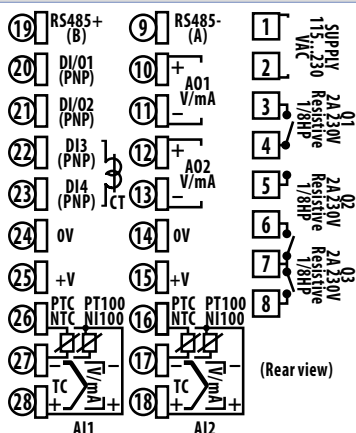 19 RS485+ (B)
20 DI/O1 (PNP)
21 DI/O2 (PNP)
22 DI3 (PNP)
23 DI4 (PNP)
CT
24 0V
25 +V
26 PTC NTC PT100 NI100
27 - -
TC V/mA
28 + +
AI1
9 RS485- (A)
10 +
AO1 V/mA
11 -
12 +
AO2 V/mA
13 -
14 0V
15 +V
16 PTC NTC PT100 NI100
17 - -
TC V/mA
18 + +
AI2
1
2
SUPPLY
115...230
VAC
3
4
Q1
2A 230V
Resistive
1/8HP
5
6
Q2
2A 230V
Resistive
1/8HP
7
8
Q3
2A 230V
Resistive
1/8HP
(Rear view)